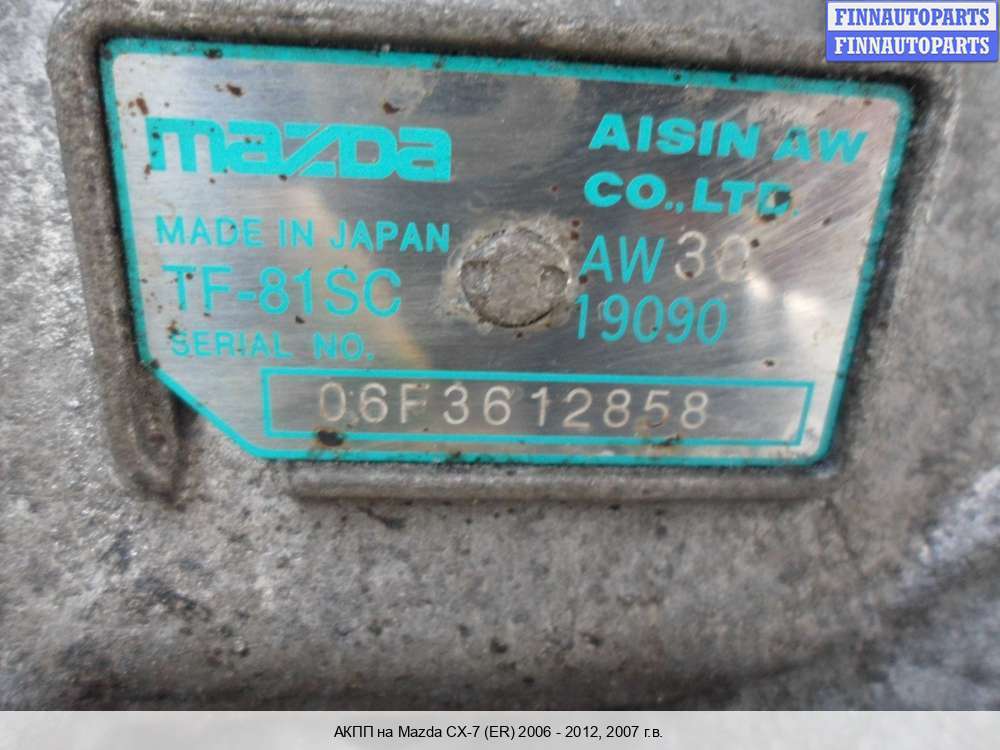 FINNAUTOPARTS
FINNAUTOPARTS
mazda
AISIN AW
CO.,LTD.
MADE IN JAPAN
TF-81SC
AW
19090
SERIAL NO.
06F3612858
АКПП на Mazda CX-7 (ER) 2006 - 2012, 2007 г.в.